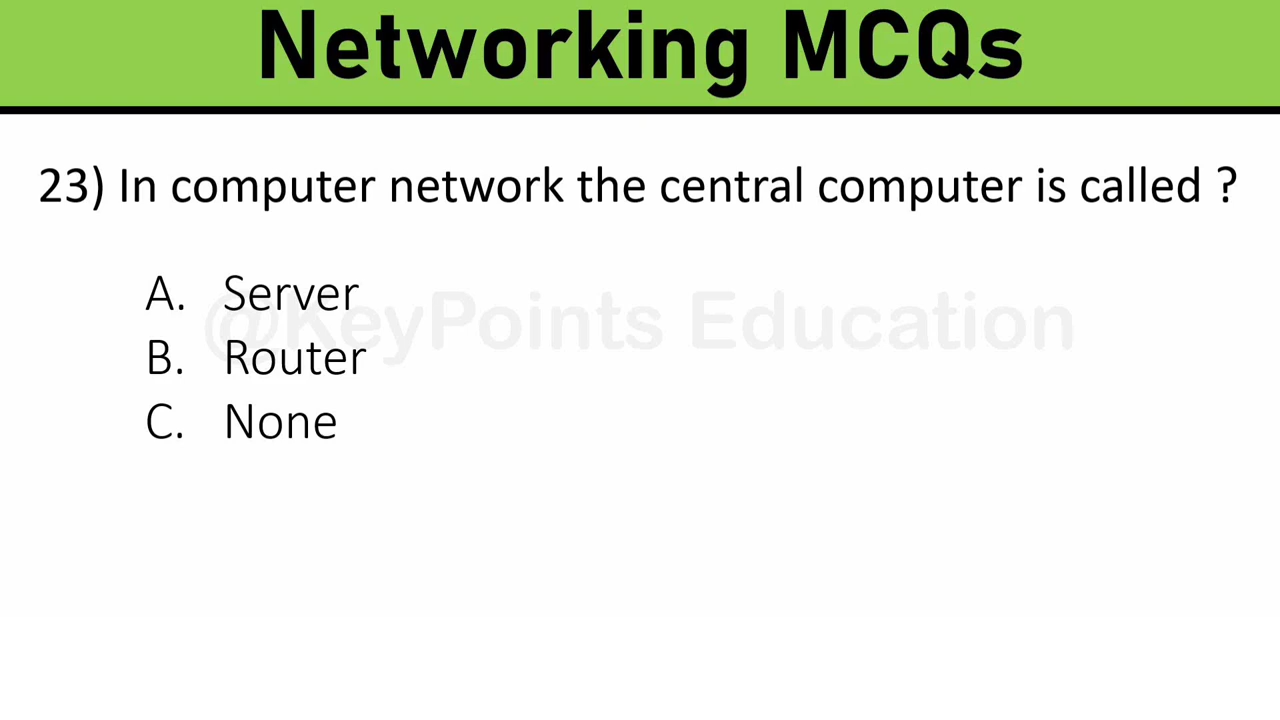 Networking MCQs
23) In computer network the central computer is called ?
A. Server
@KeyPoints Education
B. Router
C. None